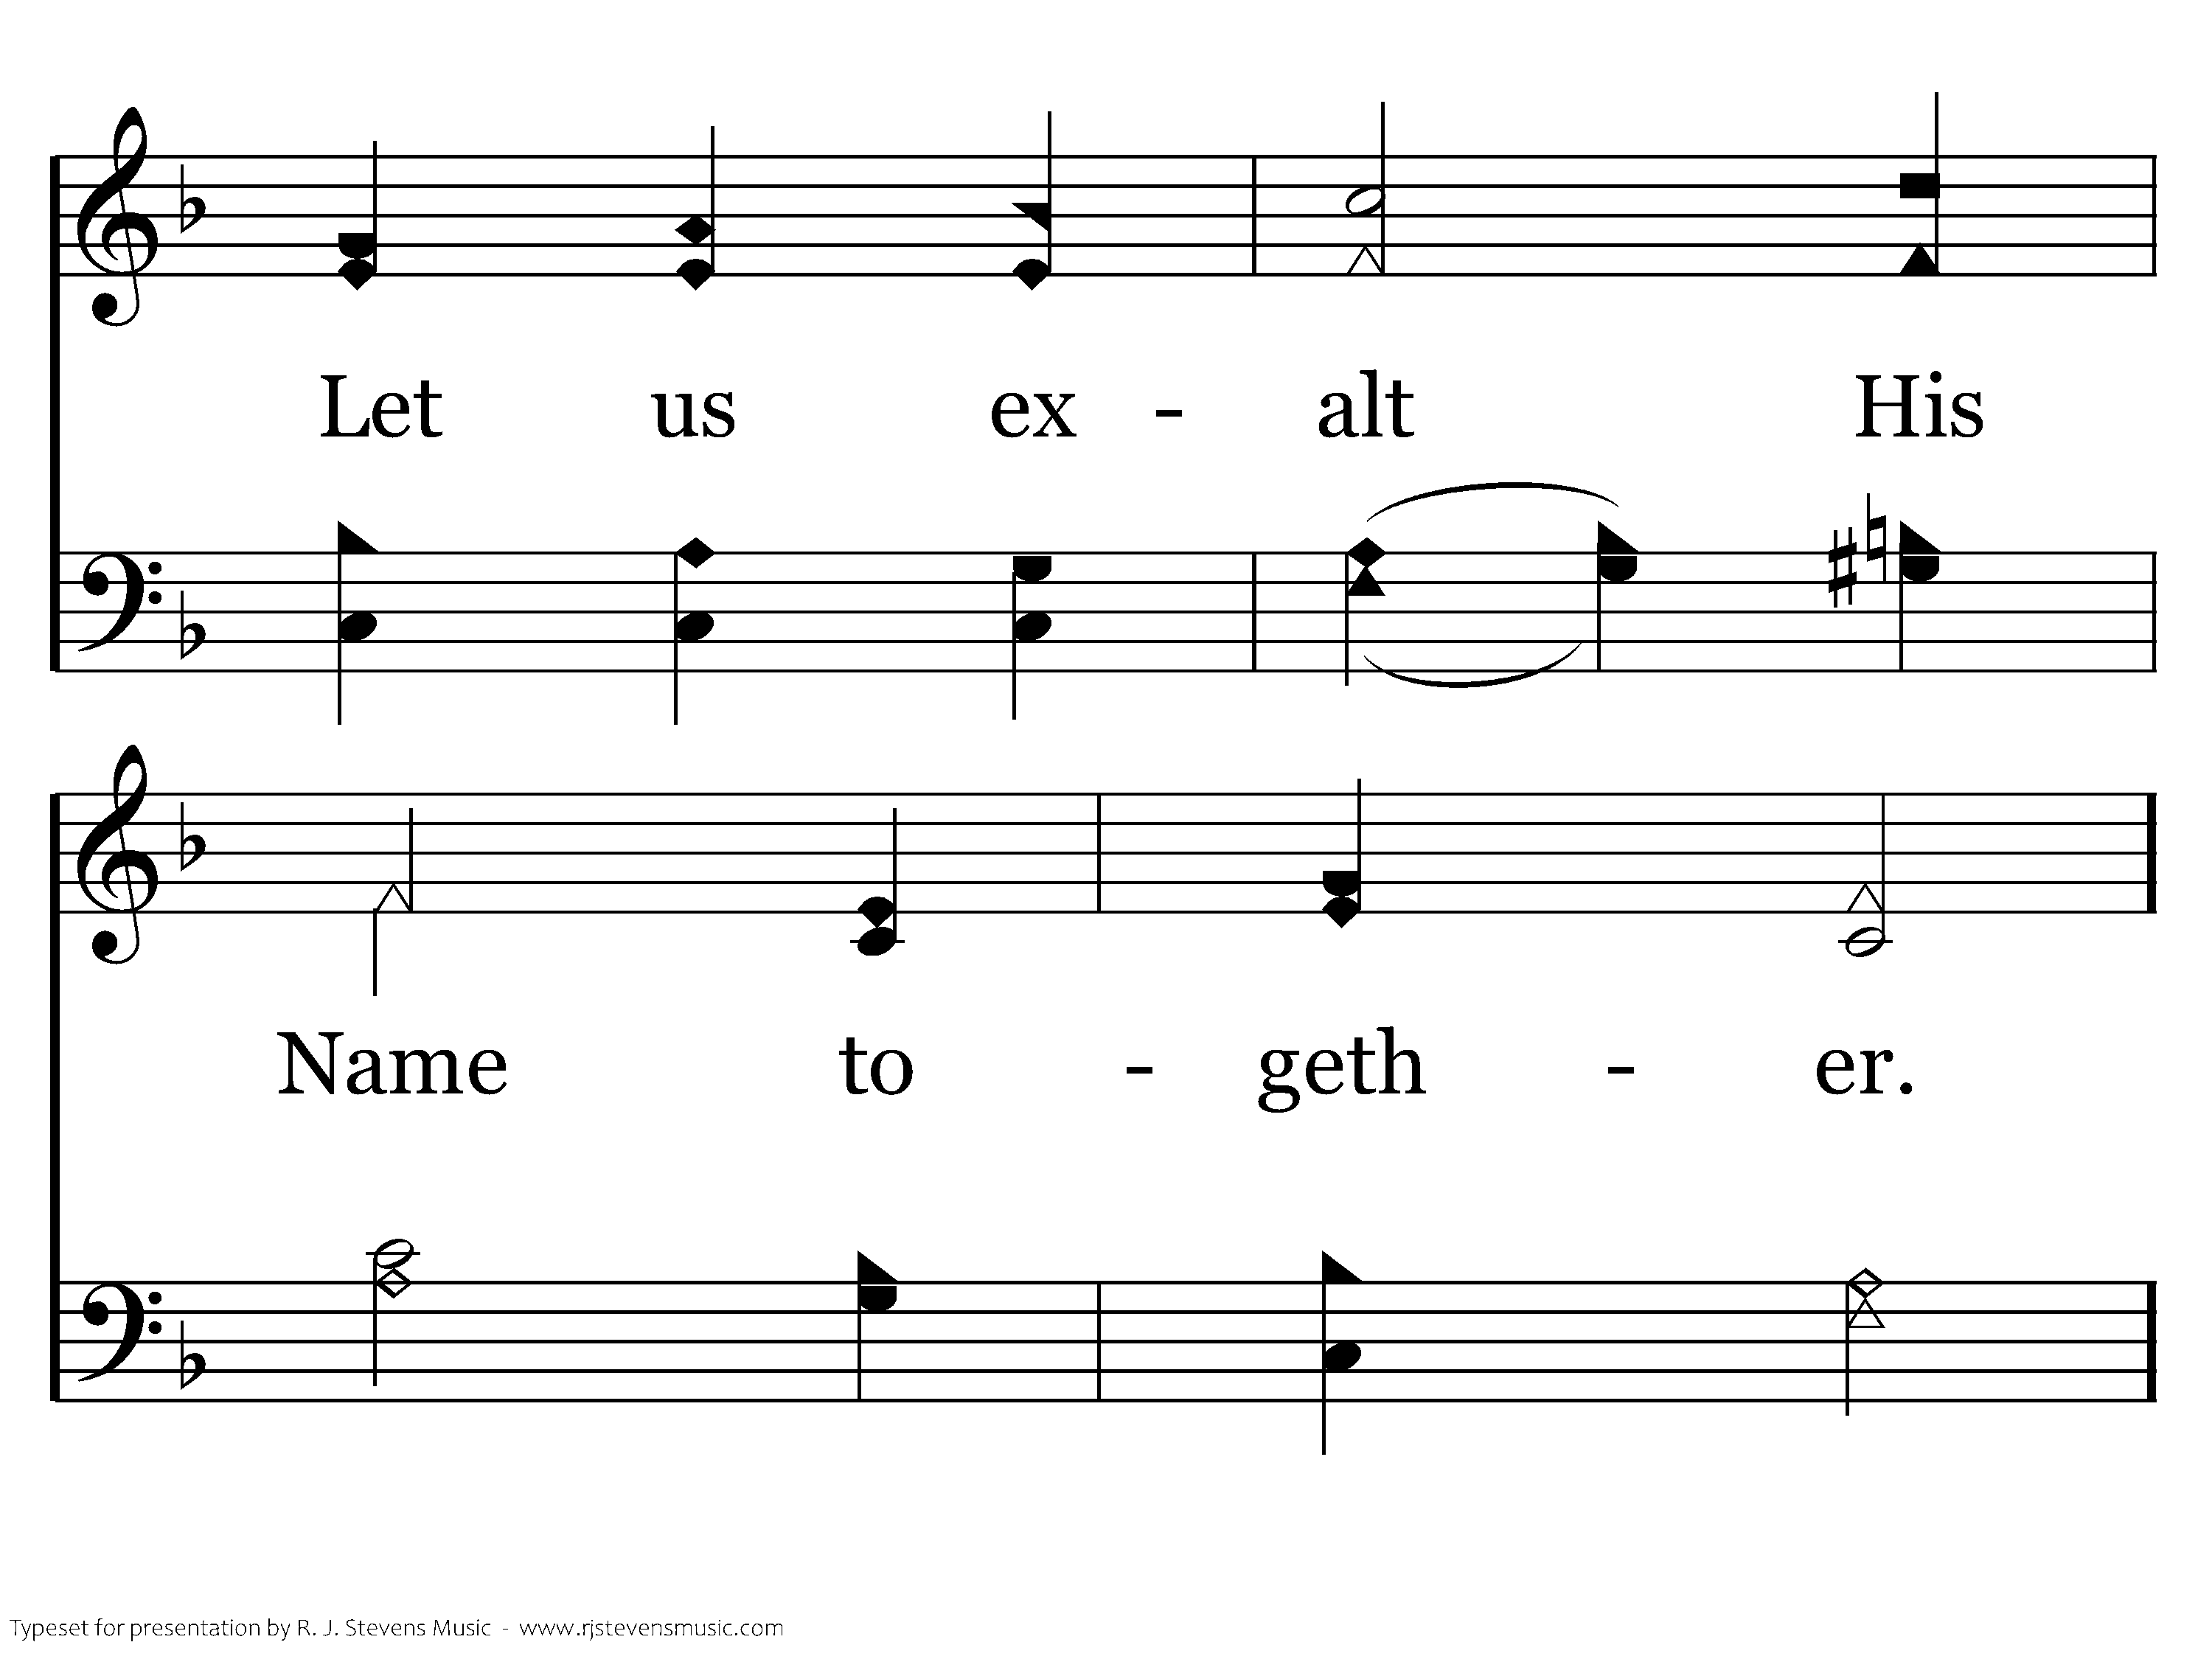 Let us ex - alt His
Name to - geth - er.
Typeset for presentation by R. J. Stevens Music - www.rjstevensmusic.com